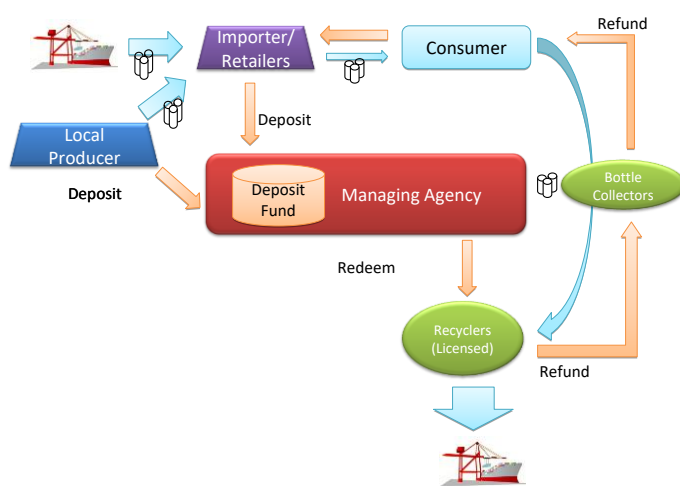 Refund
Importer/
Retailers
Consumer
Deposit
Local
Producer
Deposit
Deposit
Fund
Managing Agency
Bottle
Collectors
Redeem
Recyclers
(Licensed)
Refund